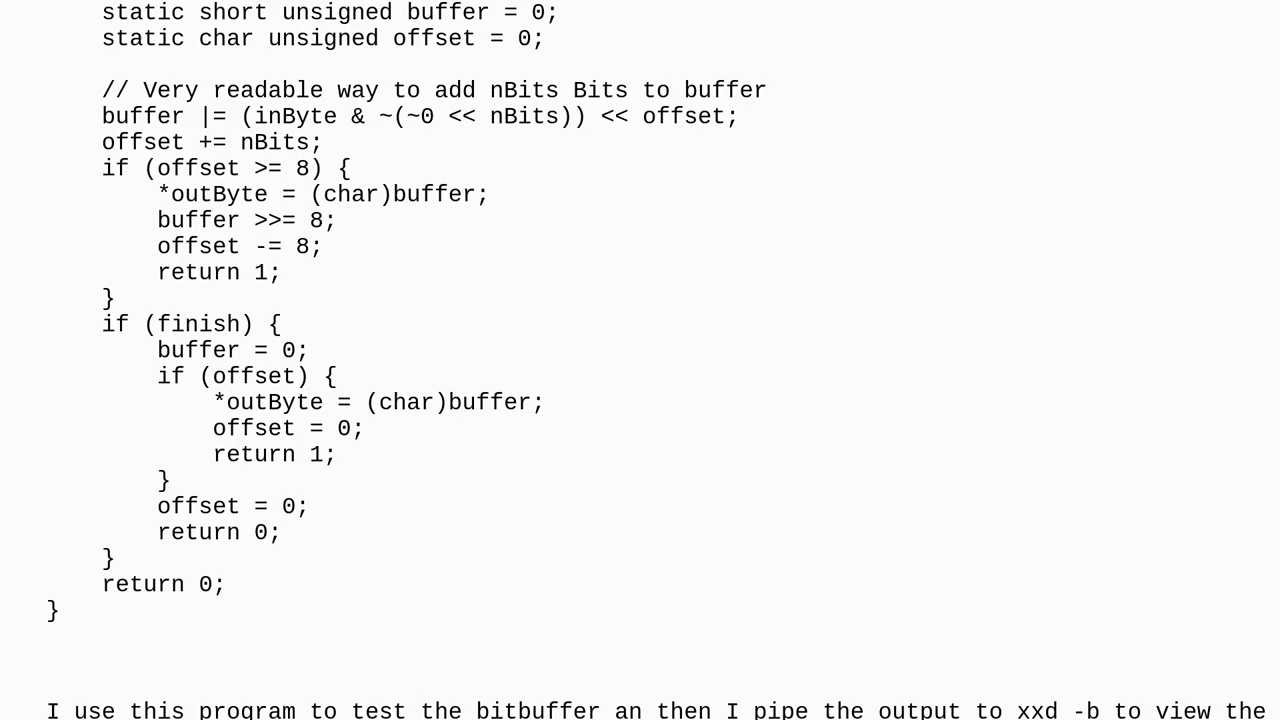 static short unsigned buffer = 0;
static char unsigned offset = 0;
// Very readable way to add nBits Bits to buffer
buffer |= (inByte & ~(~0 << nBits)) << offset;
offset += nBits;
if (offset >= 8) {
*outByte = (char)buffer;
buffer >>= 8;
offset -= 8;
return 1;
}
if (finish) {
buffer = 0;
if (offset) {
*outByte = (char)buffer;
offset = 0;
return 1;
}
offset = 0;
return 0;
}
return 0;
}
I use this program to test the bitbuffer an then I pipe the output to xxd -b to view the